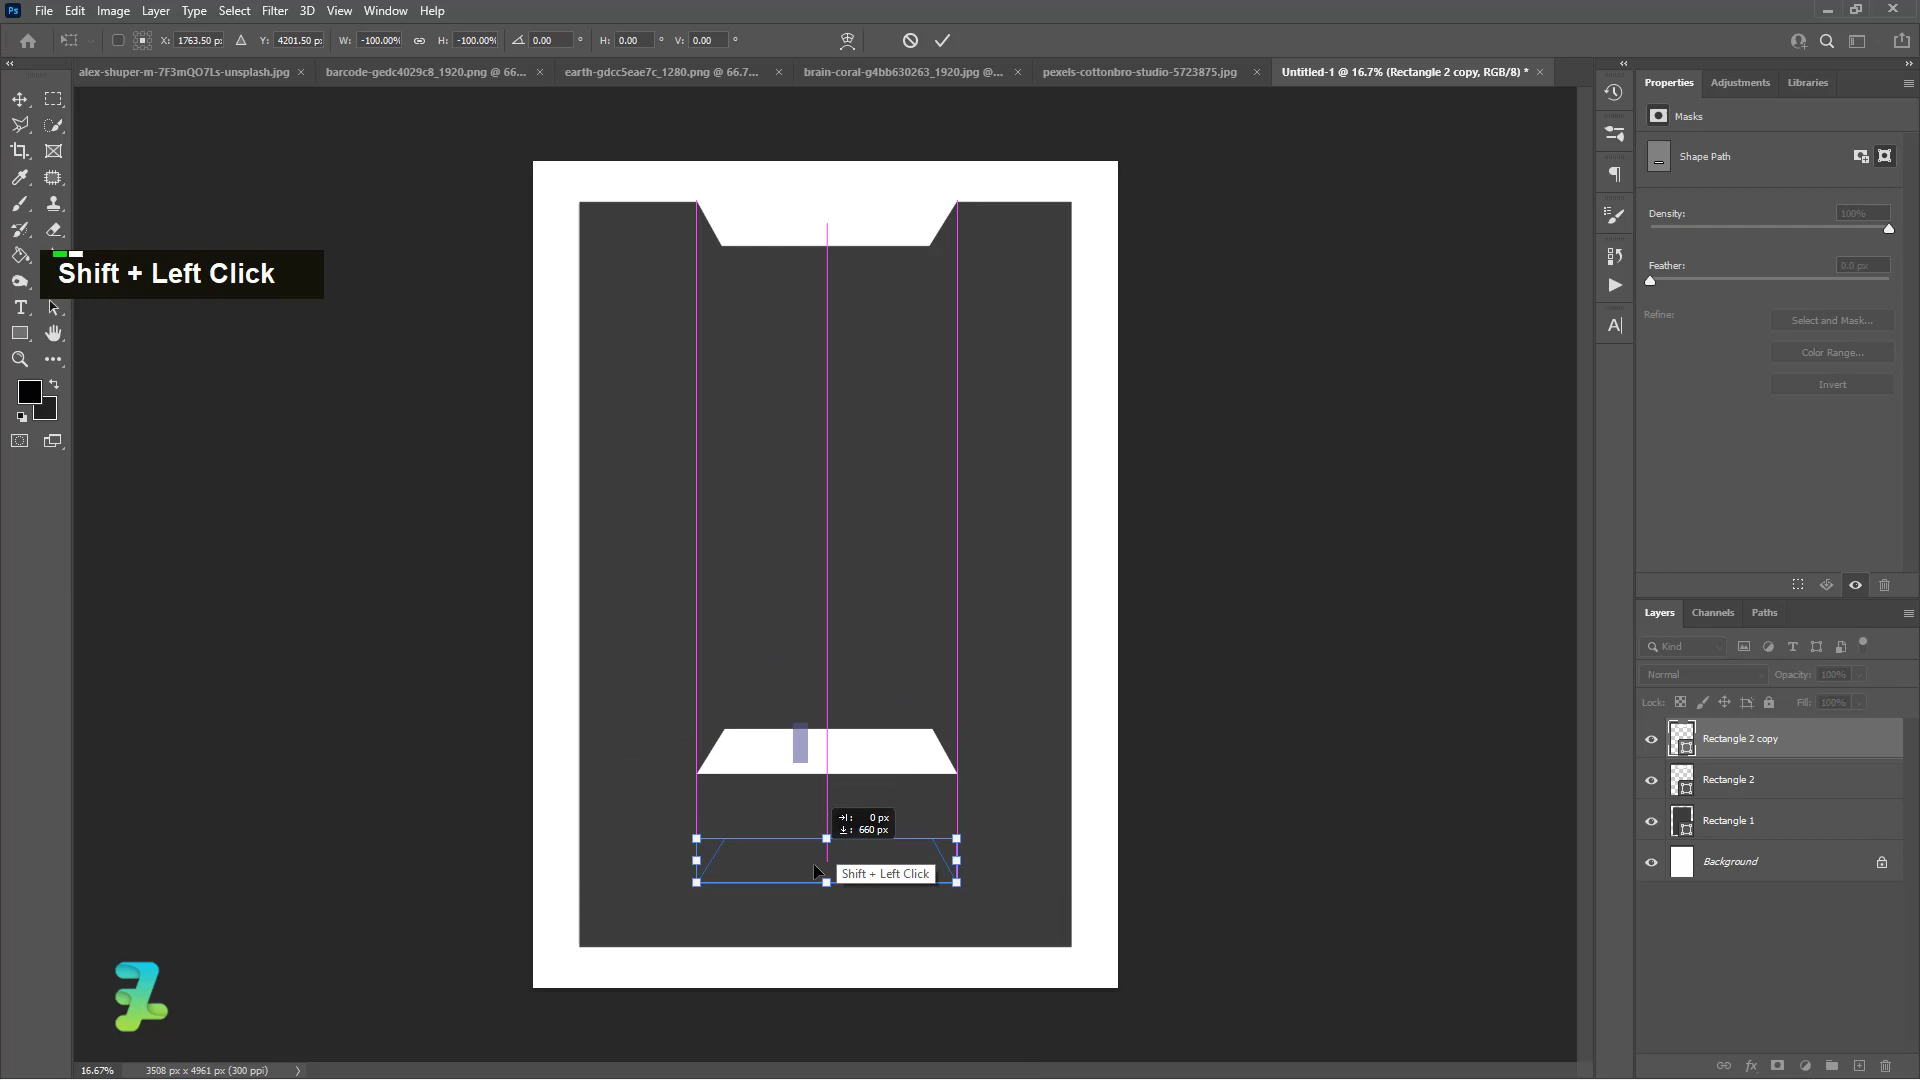 Ps File Edit Image Layer Type Select Filter 3D View Window Help
X: 1763.50 px Y: 4201.50 px W: -100.00% H: -100.00% 0.00 ° H: 0.00 ° V: 0.00 °
alex-shuper-m-7F3mQO7Ls-unsplash.jpg × barcode-gedc4029c8_1920.png @ 66... × earth-gdcc5eae7c_1280.png @ 66.7... × brain-coral-g4bb630263_1920.jpg @... × pexels-cottonbro-studio-5723875.jpg × Untitled-1 @ 16.7% (Rectangle 2 copy, RGB/8) * ×
Properties Adjustments Libraries
Masks
Shape Path
Density: 100%
Feather: 0.0 px
Refine: Select and Mask...
Color Range...
Invert
Shift + Left Click
0 px
660 px
Shift + Left Click
Layers Channels Paths
Kind
Normal Opacity: 100%
Lock: Fill: 100%
Rectangle 2 copy
Rectangle 2
Rectangle 1
Background
16.67% 3508 px x 4961 px (300 ppi)